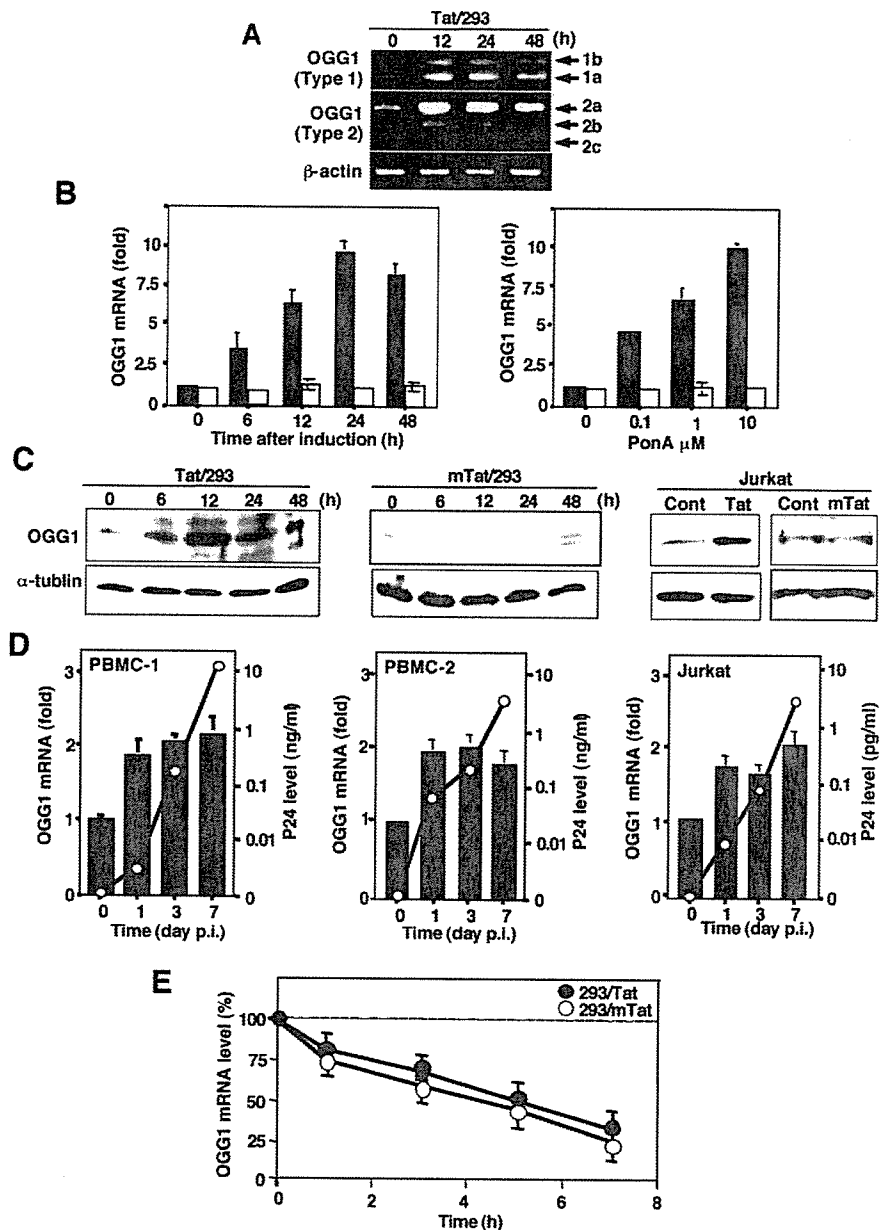 A
Tat/293
0 12 24 48 (h)
OGG1
(Type 1)
1b
1a
OGG1
(Type 2)
2a
2b
2c
β-actin
B
OGG1 mRNA (fold)
10
7.5
5
2.5
0
0 6 12 24 48
Time after induction (h)
OGG1 mRNA (fold)
10
7.5
5
2.5
0
0 0.1 1 10
PonA μM
C
Tat/293
0 6 12 24 48 (h)
mTat/293
0 6 12 24 48 (h)
Jurkat
Cont Tat Cont mTat
OGG1
α-tublin
D
PBMC-1
OGG1 mRNA (fold)
3
2
1
0
10
1
0.1
0.01
0
P24 level (ng/ml)
0 1 3 7
Time (day p.i.)
PBMC-2
OGG1 mRNA (fold)
3
2
1
0
10
1
0.1
0.01
0
P24 level (ng/ml)
0 1 3 7
Time (day p.i.)
Jurkat
OGG1 mRNA (fold)
3
2
1
0
10
1
0.1
0.01
0
P24 level (pg/ml)
0 1 3 7
Time (day p.i.)
E
293/Tat
293/mTat
OGG1 mRNA level (%)
100
75
50
25
0
0 2 4 6 8
Time (h)